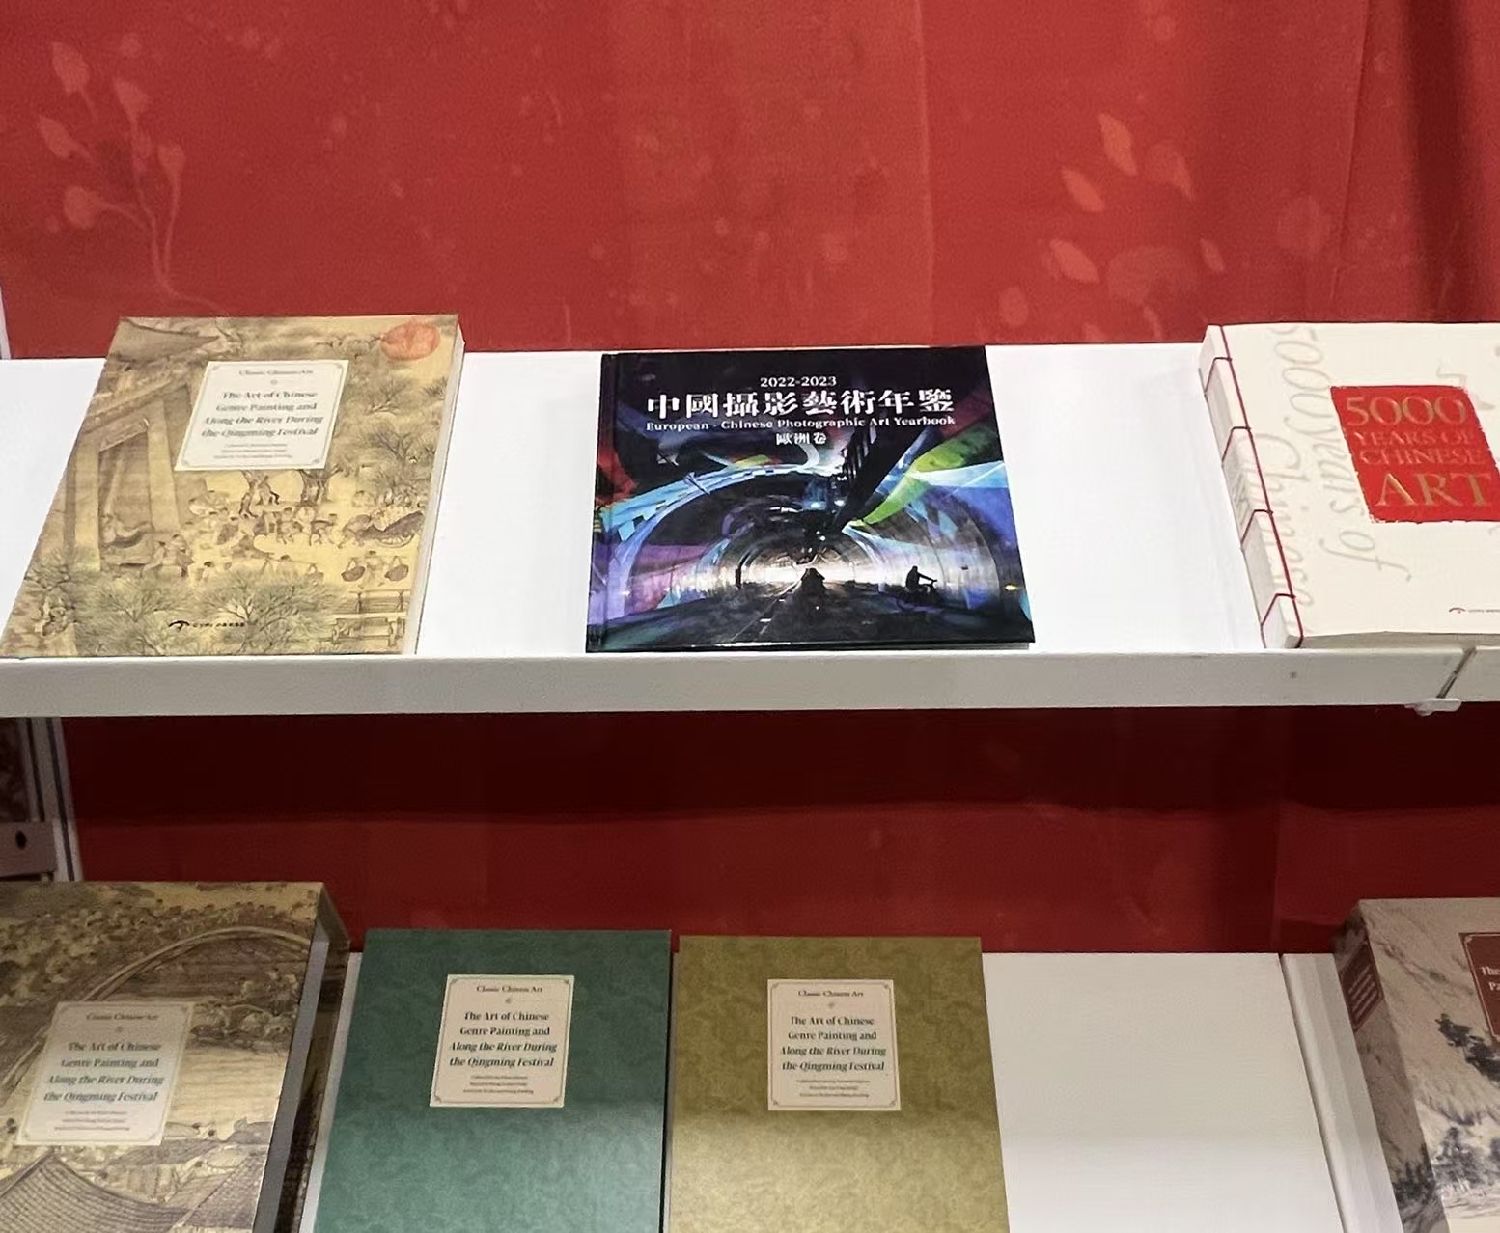 Classic Chinese Art
The Art of Chinese
Genre Painting and
Along the River During
the Qingming Festival
2022-2023
中國攝影藝術年鑒
European - Chinese Photographic Art Yearbook
歐洲卷
5000 Years of
Chinese
5000
YEARS OF
CHINESE
ART
Classic Chinese Art
The Art of Chinese
Genre Painting and
Along the River During
the Qingming Festival
Classic Chinese Art
The Art of Chinese
Genre Painting and
Along the River During
the Qingming Festival
Classic Chinese Art
The Art of Chinese
Genre Painting and
Along the River During
the Qingming Festival
The